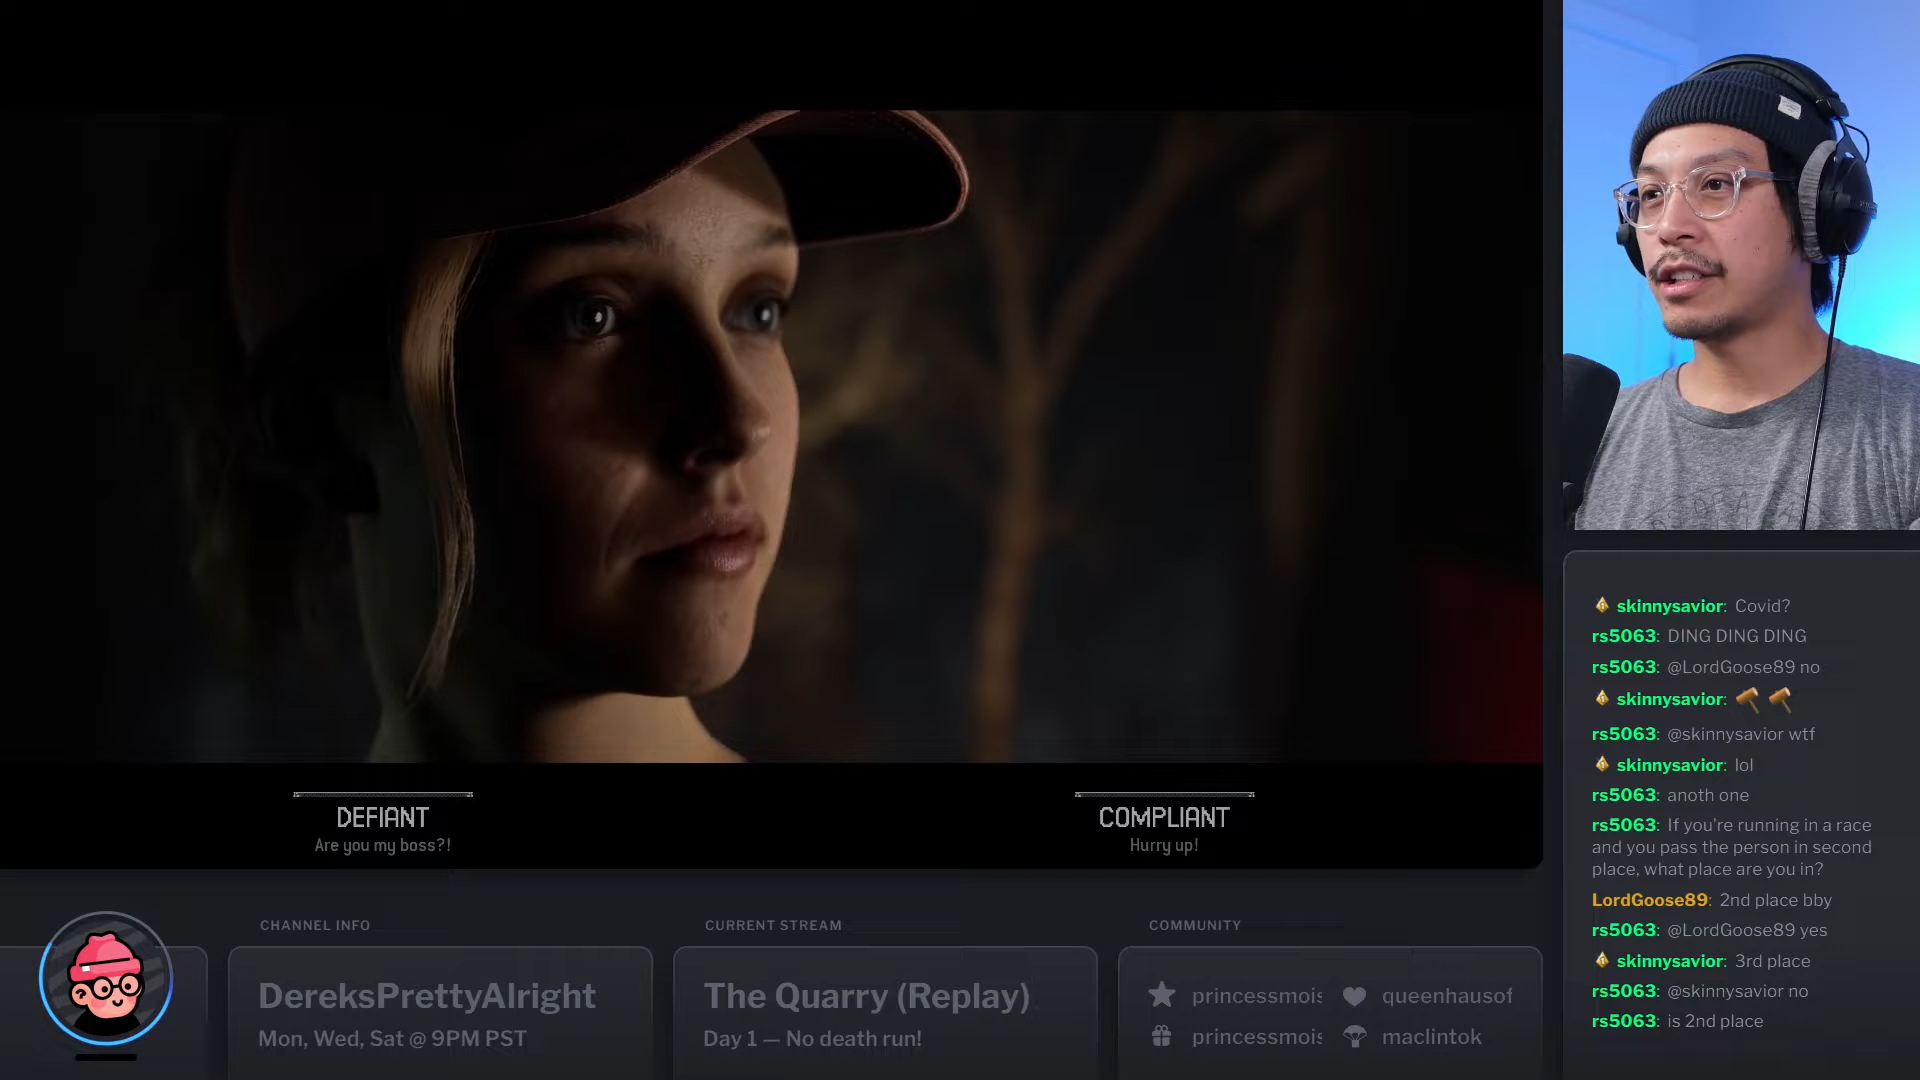 DEFIANT
Are you my boss?!
COMPLIANT
Hurry up!
skinnysavior: Covid?
rs5063: DING DING DING
rs5063: @LordGoose89 no
skinnysavior:
rs5063: @skinnysavior wtf
skinnysavior: lol
rs5063: anoth one
rs5063: If you're running in a race
and you pass the person in second
place, what place are you in?
LordGoose89: 2nd place bby
rs5063: @LordGoose89 yes
skinnysavior: 3rd place
rs5063: @skinnysavior no
rs5063: is 2nd place
CHANNEL INFO
DereksPrettyAlright
Mon, Wed, Sat @ 9PM PST
CURRENT STREAM
The Quarry (Replay)
Day 1 — No death run!
COMMUNITY
princessmois
queenhausof
princessmois
maclintok